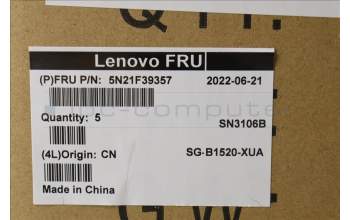 QTY:
Lenovo FRU
(P)FRU P/N: 5N21F39357 2022-06-21
Quantity: 5 SN3106B
(4L)Origin: CN SG-B1520-XUA
Made in China
G.W.